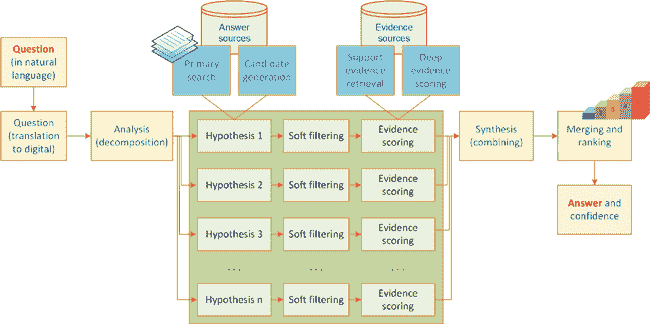 Answer
sources
Evidence
sources
Question
(in natural
language)
Primary
search
Candidate
generation
Support
evidence
retrieval
Deep
evidence
scoring
Question
(translation
to digital)
Analysis
(decomposition)
Hypothesis 1
Soft filtering
Evidence
scoring
Synthesis
(combining)
Merging and
ranking
Hypothesis 2
Soft filtering
Evidence
scoring
Answer and
confidence
Hypothesis 3
Soft filtering
Evidence
scoring
...
...
...
Hypothesis n
Soft filtering
Evidence
scoring